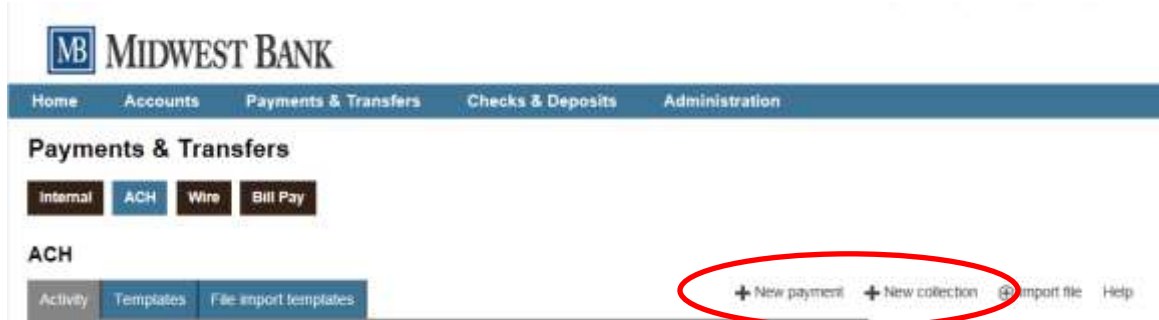 MB MIDWEST BANK
Home Accounts Payments & Transfers Checks & Deposits Administration
Payments & Transfers
Internal ACH Wire Bill Pay
ACH
Activity Templates File import templates New payment New collection Import file Help